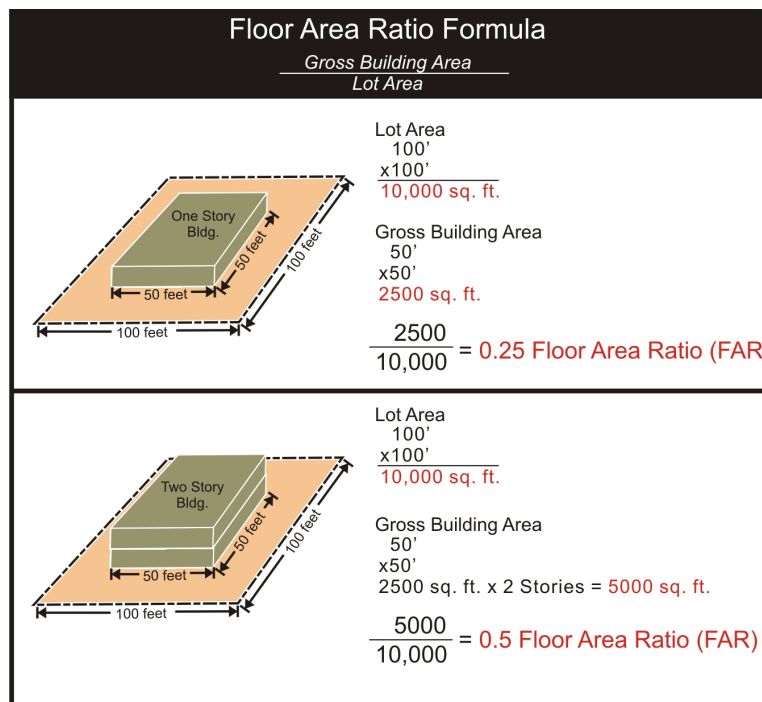 Floor Area Ratio Formula
Gross Building Area
Lot Area
One Story
Bldg.
50 feet
50 feet
100 feet
100 feet
Lot Area
100’
x100’
10,000 sq. ft.
Gross Building Area
50’
x50’
2500 sq. ft.
2500
10,000
= 0.25 Floor Area Ratio (FAR
Two Story
Bldg.
50 feet
50 feet
100 feet
100 feet
Lot Area
100’
x100’
10,000 sq. ft.
Gross Building Area
50’
x50’
2500 sq. ft. x 2 Stories = 5000 sq. ft.
5000
10,000
= 0.5 Floor Area Ratio (FAR)